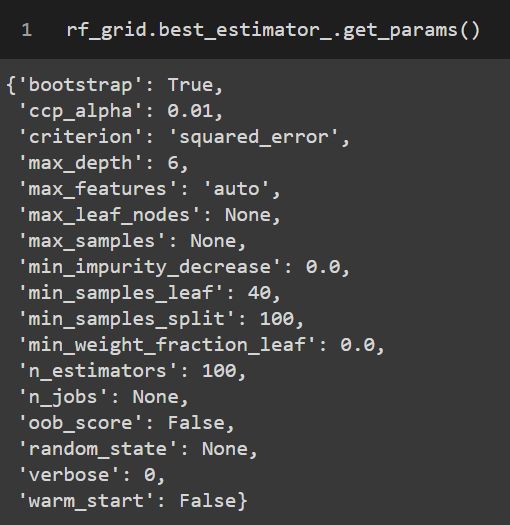 1 rf_grid.best_estimator_.get_params()
{'bootstrap': True,
'ccp_alpha': 0.01,
'criterion': 'squared_error',
'max_depth': 6,
'max_features': 'auto',
'max_leaf_nodes': None,
'max_samples': None,
'min_impurity_decrease': 0.0,
'min_samples_leaf': 40,
'min_samples_split': 100,
'min_weight_fraction_leaf': 0.0,
'n_estimators': 100,
'n_jobs': None,
'oob_score': False,
'random_state': None,
'verbose': 0,
'warm_start': False}